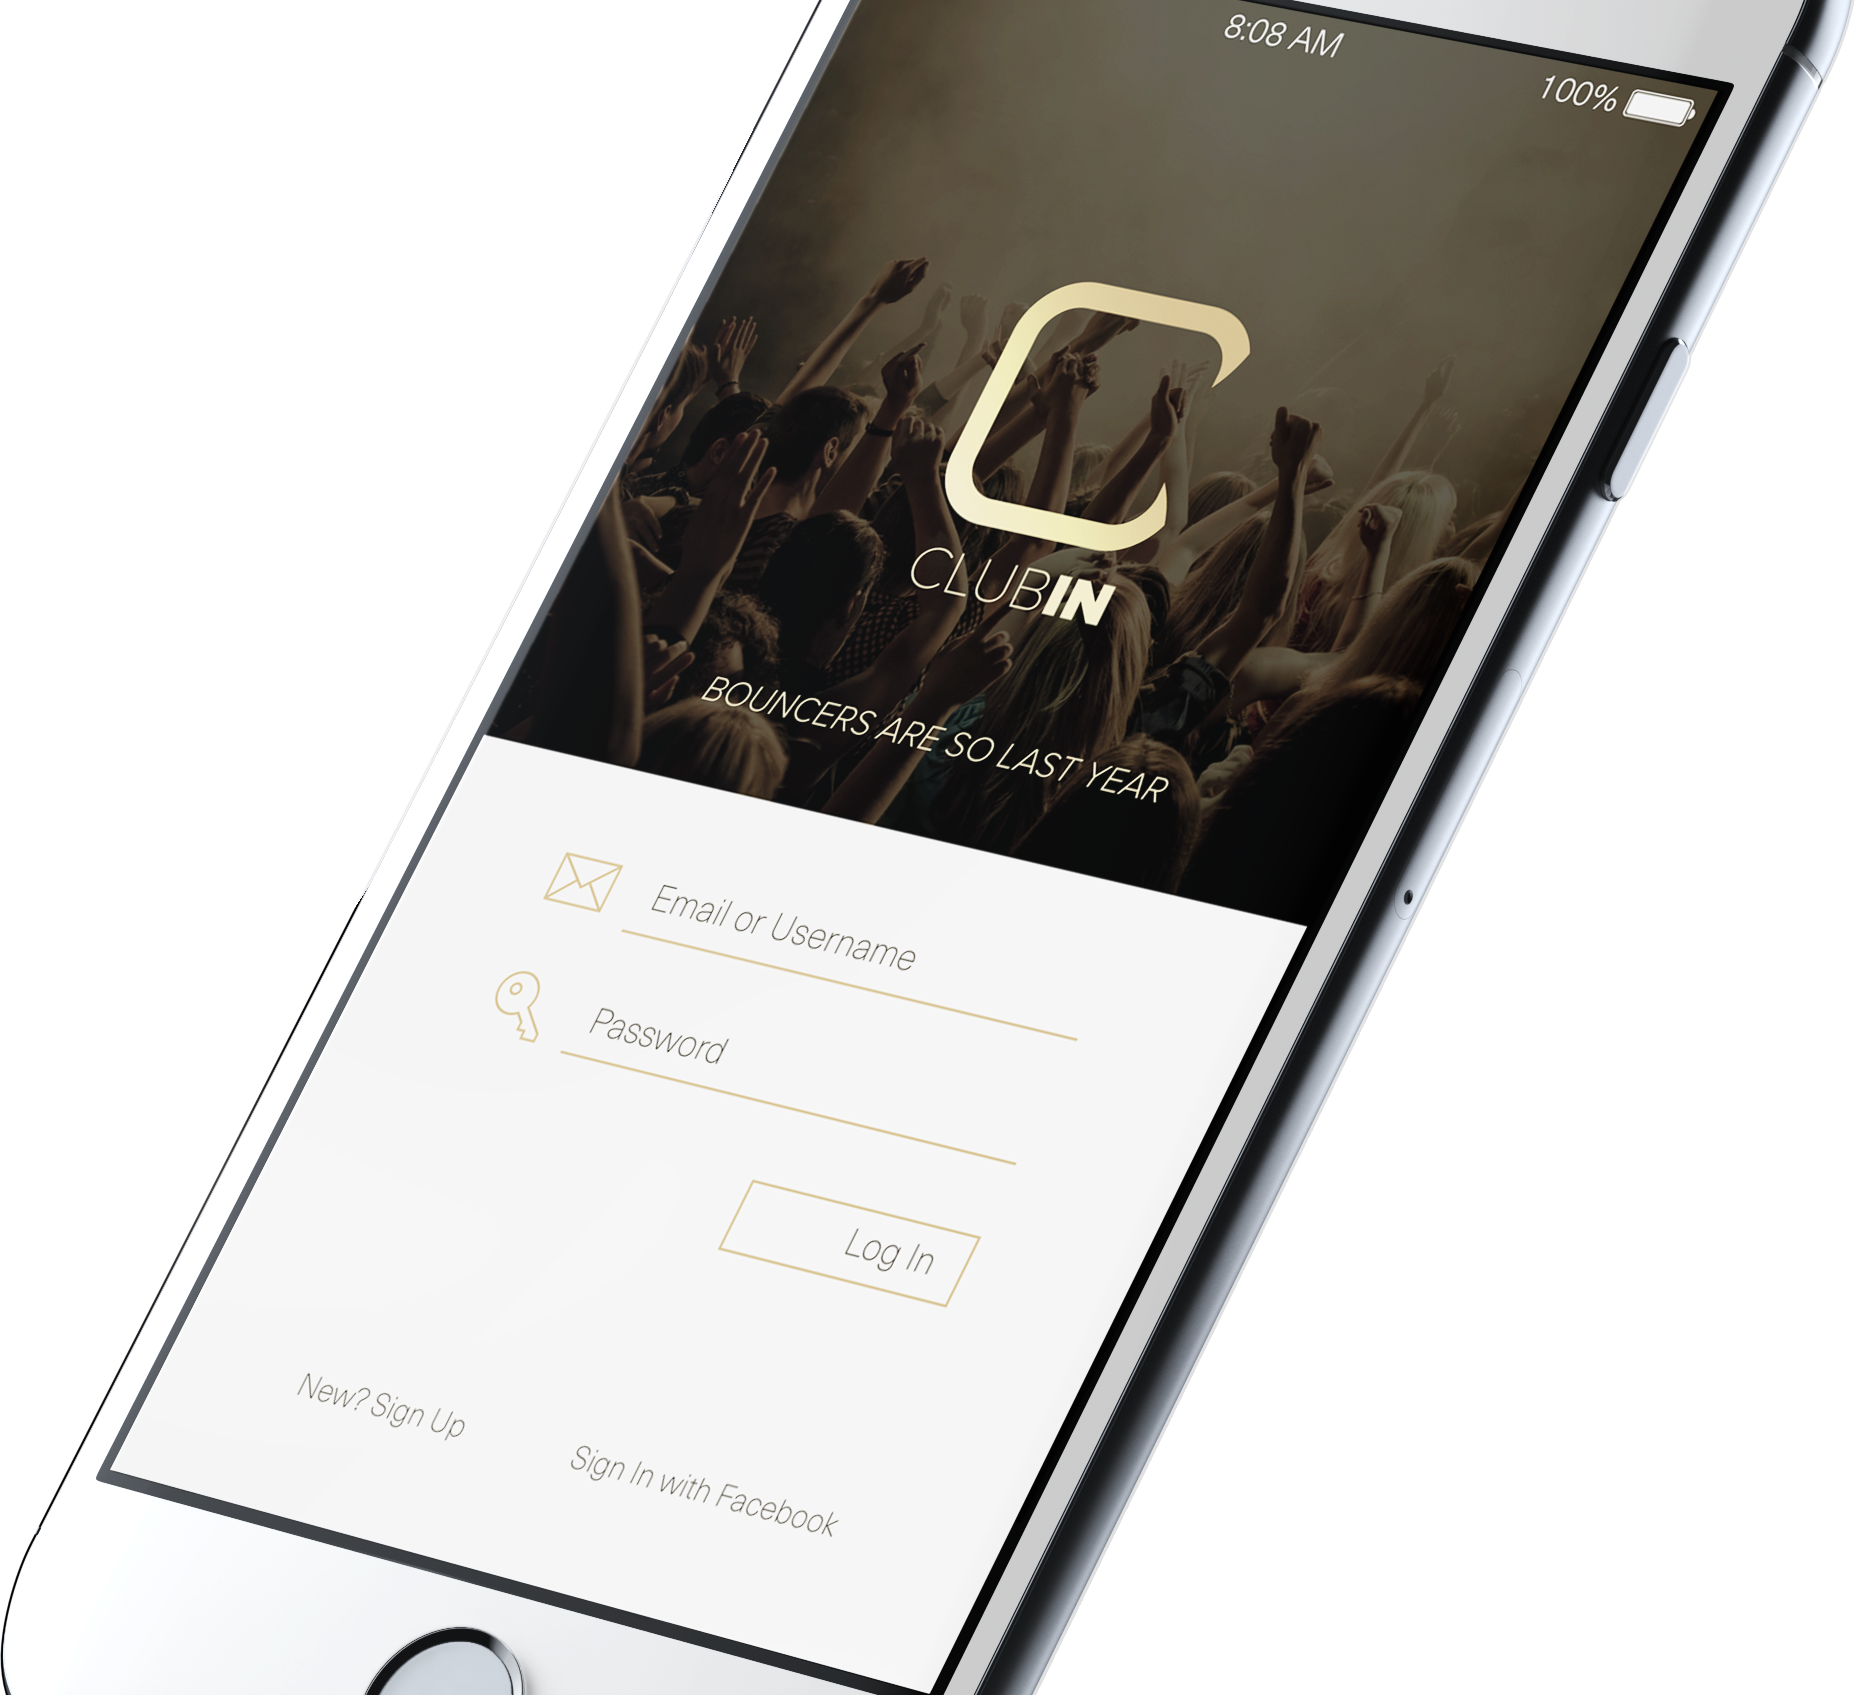 8:08 AM
100%
CLUBIN
BOUNCERS ARE SO LAST YEAR
Email or Username
Password
Log In
New? Sign Up
Sign In with Facebook